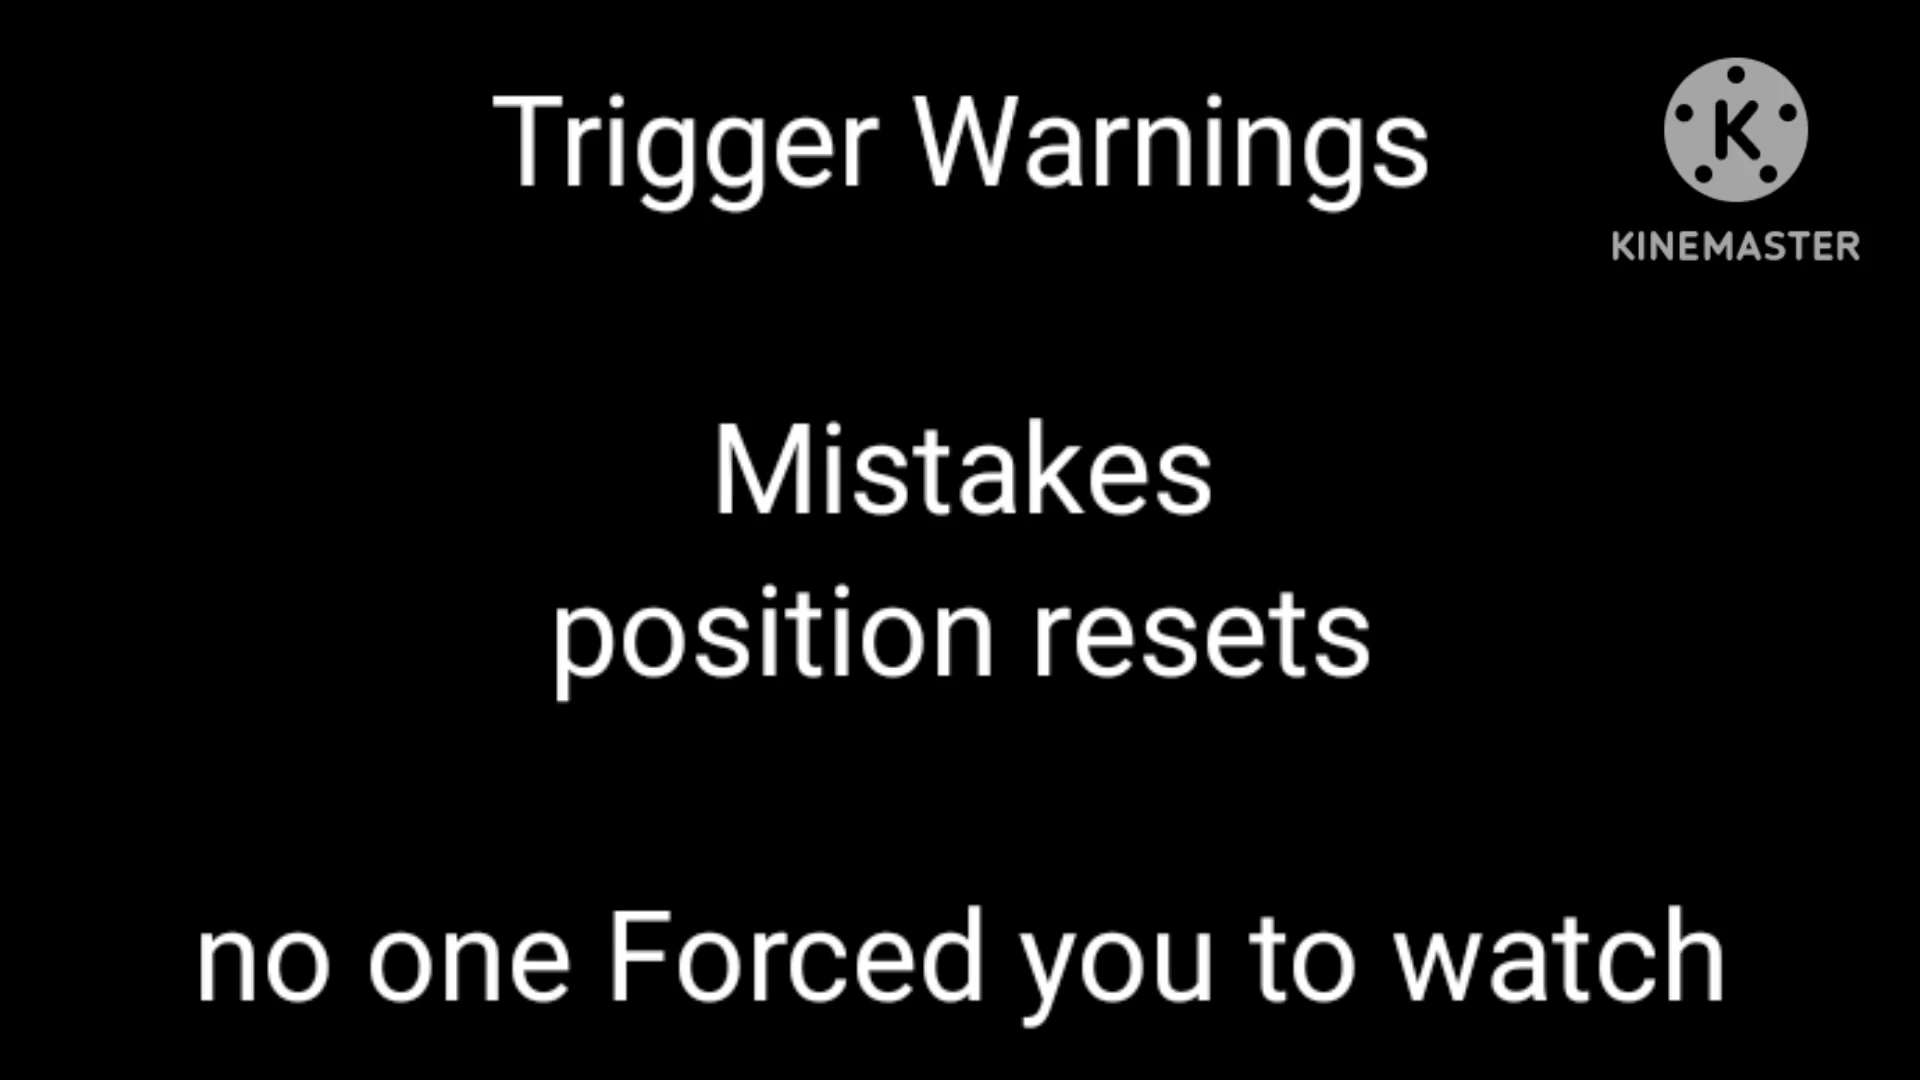 Trigger Warnings
K
KINEMASTER
Mistakes
position resets
no one Forced you to watch